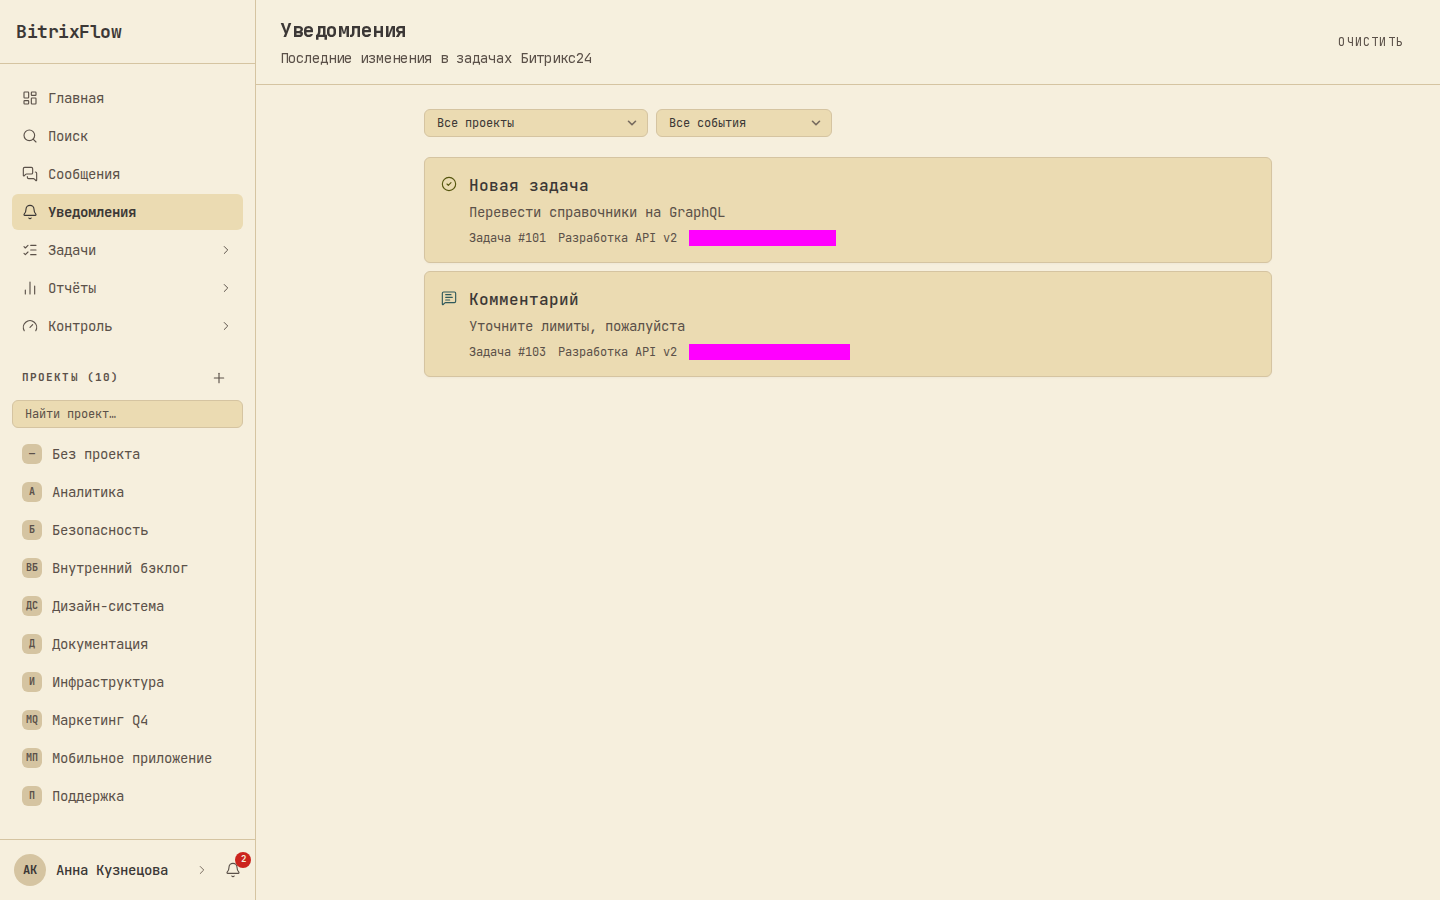 BitrixFlow
Главная
Поиск
Сообщения
Уведомления
Задачи
Отчёты
Контроль
ПРОЕКТЫ (10)
Найти проект…
— Без проекта
А Аналитика
Б Безопасность
ВБ Внутренний бэклог
ДС Дизайн-система
Д Документация
И Инфраструктура
MQ Маркетинг Q4
МП Мобильное приложение
П Поддержка
АК Анна Кузнецова
2
Уведомления
Последние изменения в задачах Битрикс24
ОЧИСТИТЬ
Все проекты
Все события
Новая задача
Перевести справочники на GraphQL
Задача #101 Разработка API v2
Комментарий
Уточните лимиты, пожалуйста
Задача #103 Разработка API v2